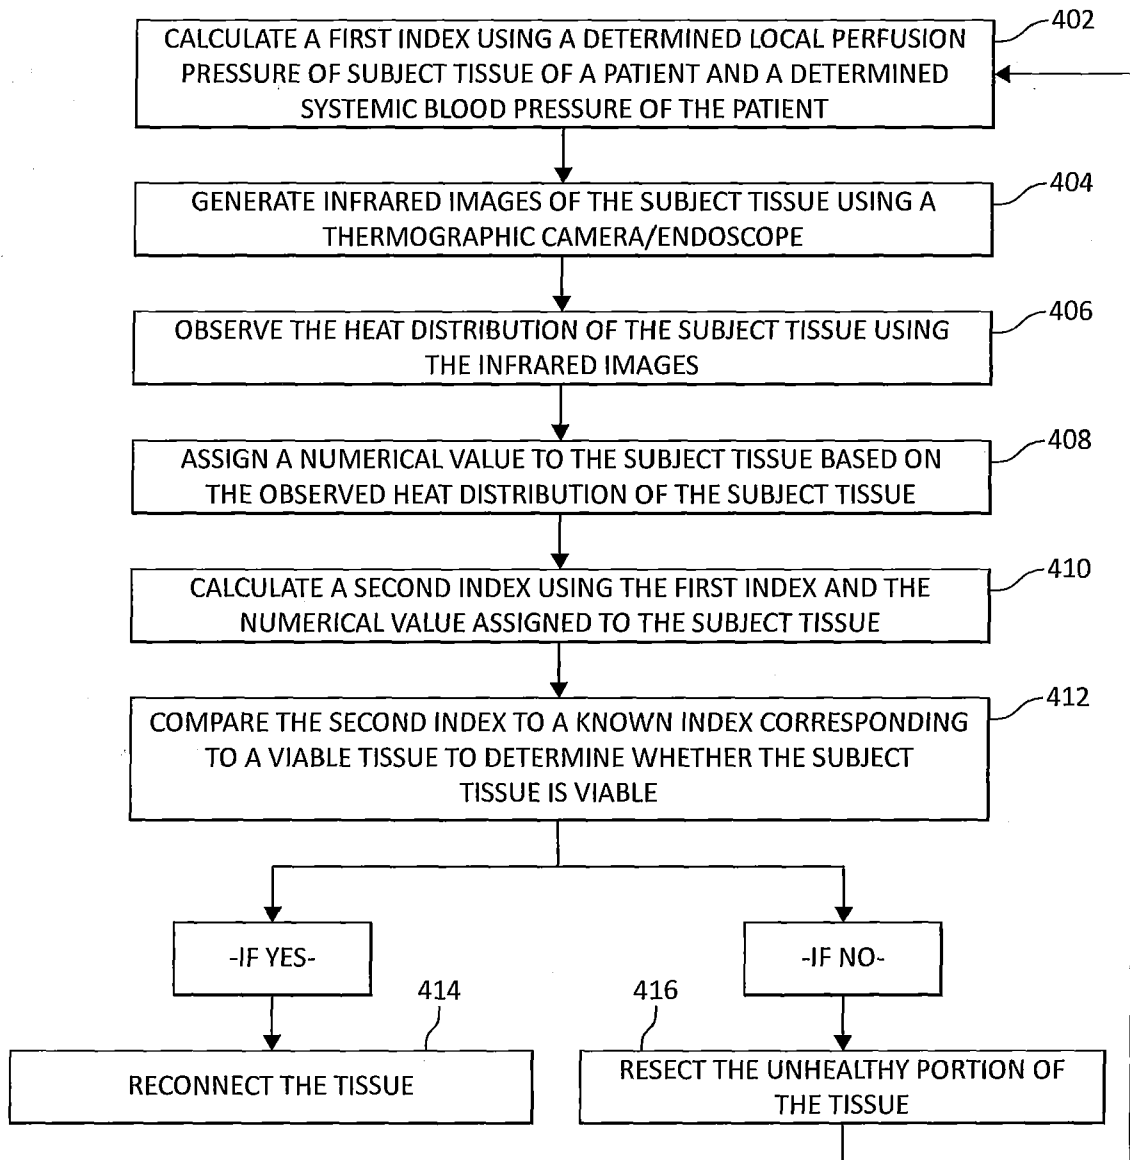 402
CALCULATE A FIRST INDEX USING A DETERMINED LOCAL PERFUSION
PRESSURE OF SUBJECT TISSUE OF A PATIENT AND A DETERMINED
SYSTEMIC BLOOD PRESSURE OF THE PATIENT
404
GENERATE INFRARED IMAGES OF THE SUBJECT TISSUE USING A
THERMOGRAPHIC CAMERA/ENDOSCOPE
406
OBSERVE THE HEAT DISTRIBUTION OF THE SUBJECT TISSUE USING
THE INFRARED IMAGES
408
ASSIGN A NUMERICAL VALUE TO THE SUBJECT TISSUE BASED ON
THE OBSERVED HEAT DISTRIBUTION OF THE SUBJECT TISSUE
410
CALCULATE A SECOND INDEX USING THE FIRST INDEX AND THE
NUMERICAL VALUE ASSIGNED TO THE SUBJECT TISSUE
412
COMPARE THE SECOND INDEX TO A KNOWN INDEX CORRESPONDING
TO A VIABLE TISSUE TO DETERMINE WHETHER THE SUBJECT
TISSUE IS VIABLE
-IF YES-
-IF NO-
414
416
RECONNECT THE TISSUE
RESECT THE UNHEALTHY PORTION OF
THE TISSUE